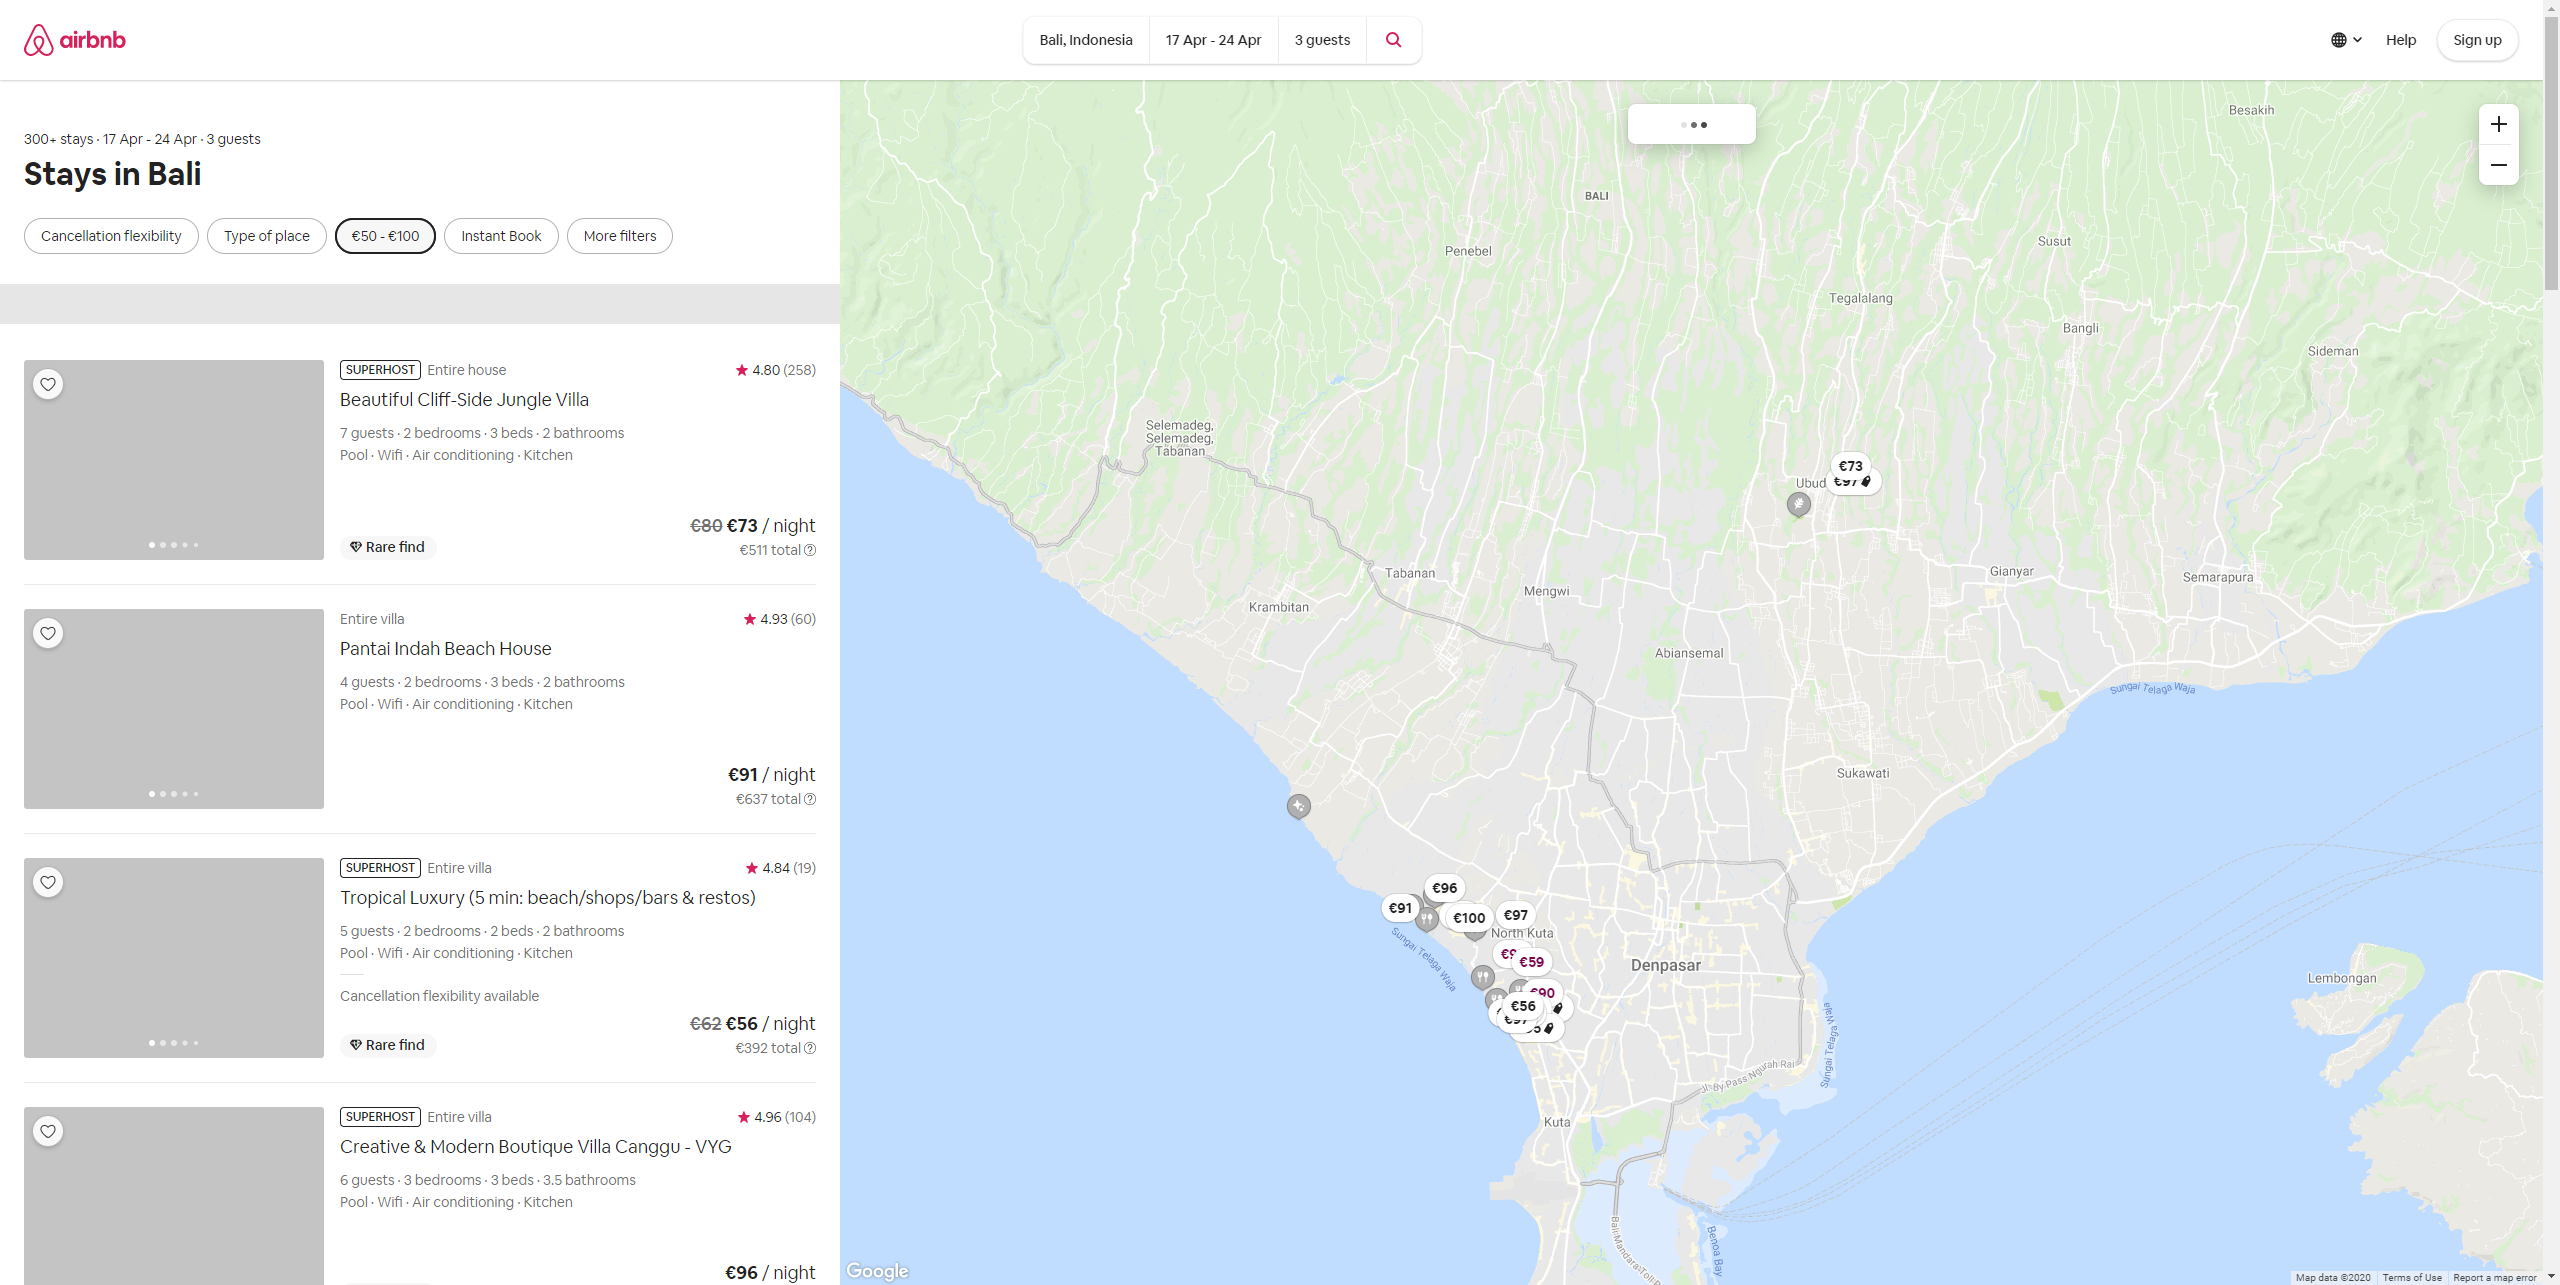 airbnb
Bali, Indonesia
17 Apr - 24 Apr
3 guests
Help
Sign up
300+ stays · 17 Apr - 24 Apr · 3 guests
Stays in Bali
Cancellation flexibility
Type of place
€50 - €100
Instant Book
More filters
SUPERHOST Entire house
4.80 (258)
Beautiful Cliff-Side Jungle Villa
7 guests · 2 bedrooms · 3 beds · 2 bathrooms
Pool · Wifi · Air conditioning · Kitchen
€80 €73 / night
Rare find
€511 total
Entire villa
4.93 (60)
Pantai Indah Beach House
4 guests · 2 bedrooms · 3 beds · 2 bathrooms
Pool · Wifi · Air conditioning · Kitchen
€91 / night
€637 total
SUPERHOST Entire villa
4.84 (19)
Tropical Luxury (5 min: beach/shops/bars & restos)
5 guests · 2 bedrooms · 2 beds · 2 bathrooms
Pool · Wifi · Air conditioning · Kitchen
Cancellation flexibility available
€62 €56 / night
Rare find
€392 total
SUPERHOST Entire villa
4.96 (104)
Creative & Modern Boutique Villa Canggu - VYG
6 guests · 3 bedrooms · 3 beds · 3.5 bathrooms
Pool · Wifi · Air conditioning · Kitchen
€96 / night
Besakih
BALI
Penebel
Susut
Tegalalang
Bangli
Sideman
Selemadeg,
Selemadeg,
Tabanan
€73
Ubud
€97
Tabanan
Gianyar
Semarapura
Mengwi
Krambitan
Abiansemal
Sungai Telaga Waja
Sukawati
€96
€91
€100
€97
North Kuta
Sungai Telaga Waja
€59
Denpasar
Lembongan
€90
€56
€97
Sungai Telaga Waja
Jl. By Pass Ngurah Rai
Kuta
Bali Mandara Toll
Benoa Bay
Google
Map data ©2020
Terms of Use
Report a map error